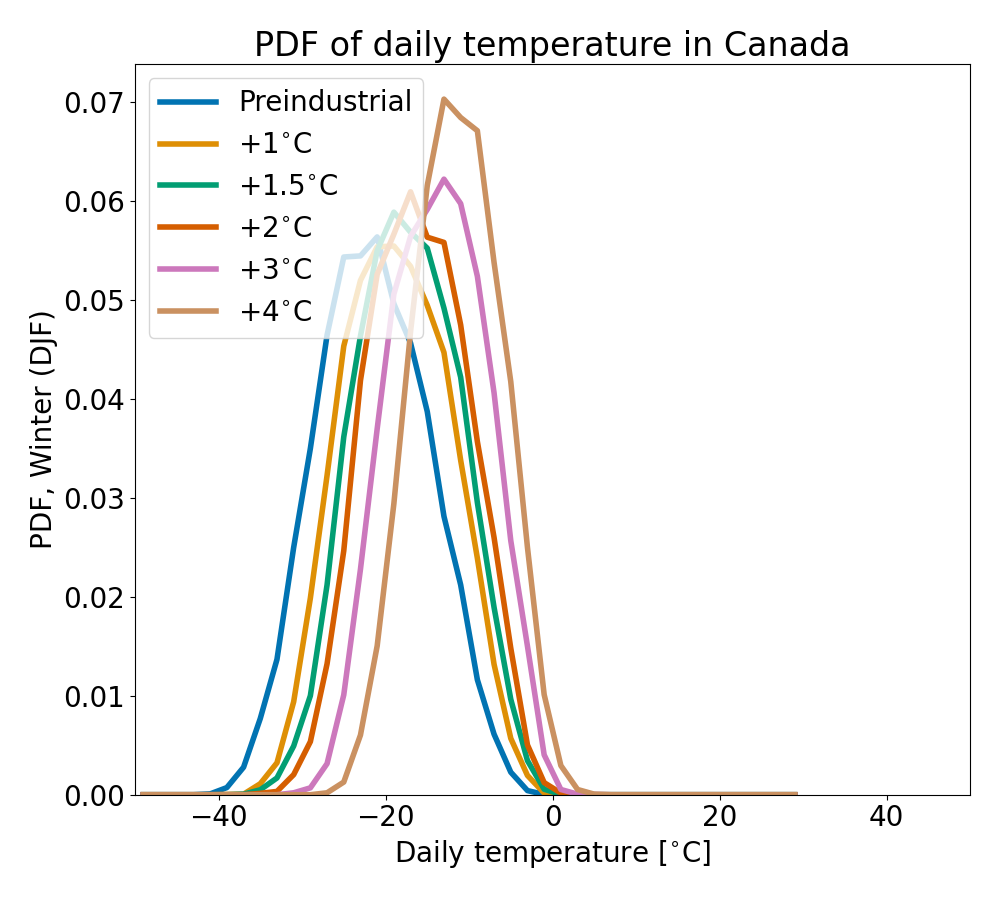 PDF of daily temperature in Canada
Preindustrial
+1°C
+1.5°C
+2°C
+3°C
+4°C
0.07
0.06
0.05
0.04
0.03
0.02
0.01
0.00
PDF, Winter (DJF)
−40
−20
0
20
40
Daily temperature [°C]